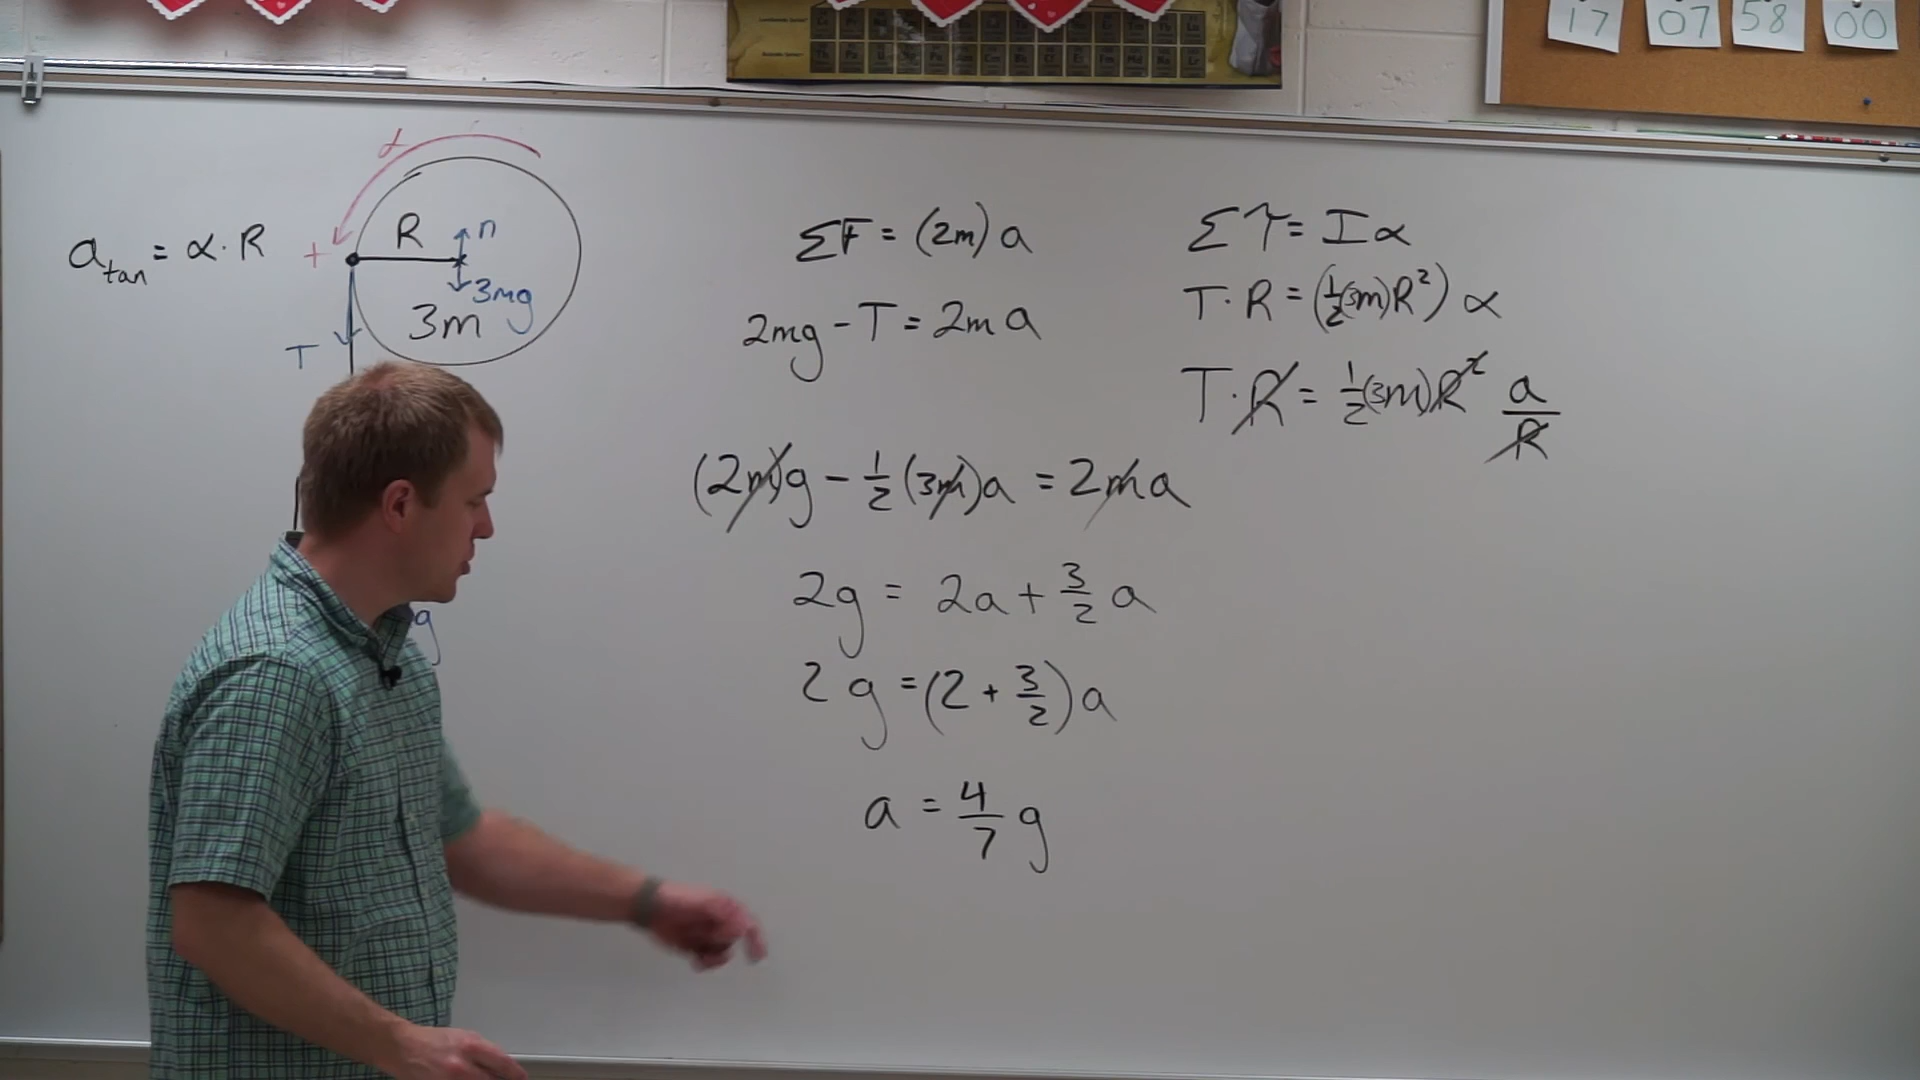 17 07 58 00
α
a_tan = α · R
+
R
n
3mg
3m
T
g
ΣF = (2m) a
2mg - T = 2m a
(2m)g - 1/2 (3m)a = 2ma
2g = 2a + 3/2 a
2g = (2 + 3/2) a
a = 4/7 g
Στ = Iα
T · R = (1/2(3m)R²) α
T · R = 1/2(3m)R² a/R